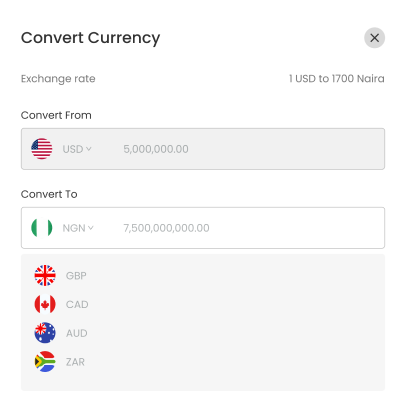 Convert Currency
Exchange rate 1 USD to 1700 Naira
Convert From
USD 5,000,000.00
Convert To
NGN 7,500,000,000.00
GBP
CAD
AUD
ZAR